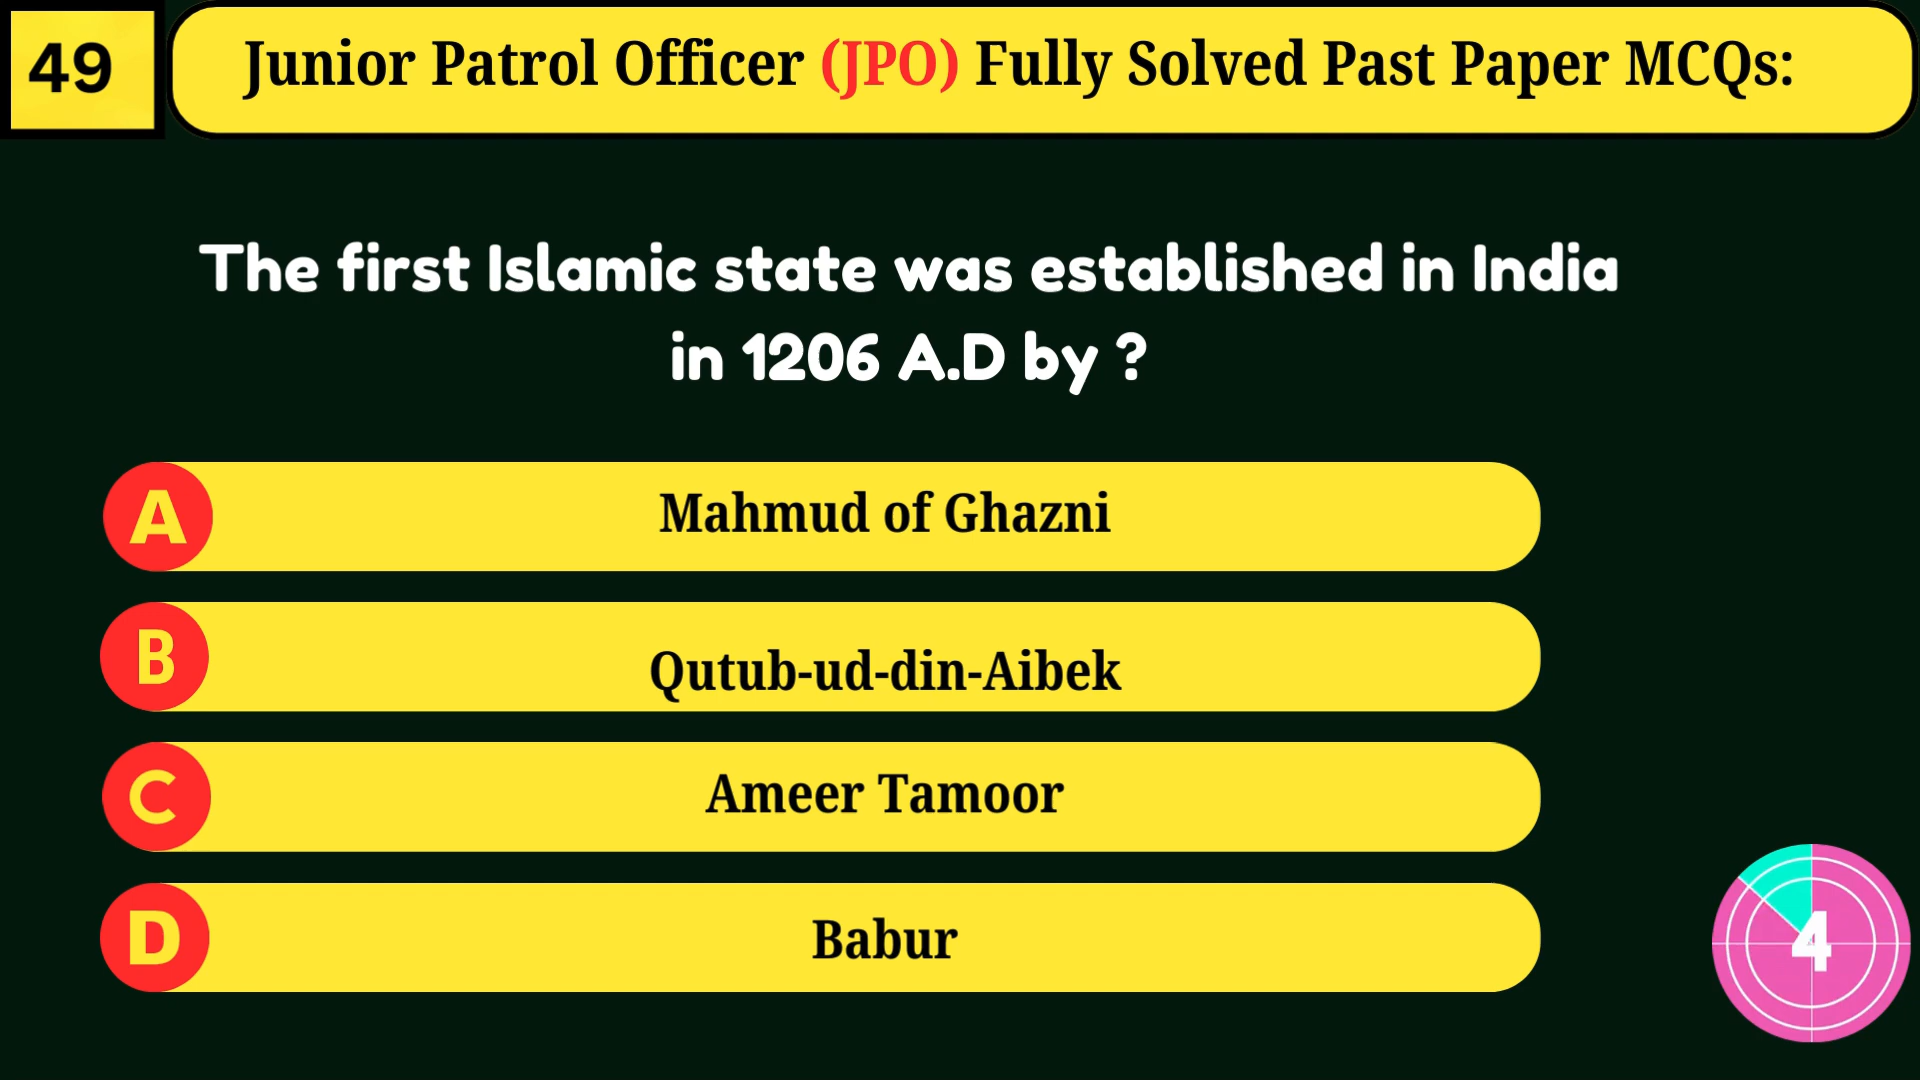 49
Junior Patrol Officer (JPO) Fully Solved Past Paper MCQs:
The first Islamic state was established in India
in 1206 A.D by ?
A Mahmud of Ghazni
B Qutub-ud-din-Aibek
C Ameer Tamoor
D Babur
4